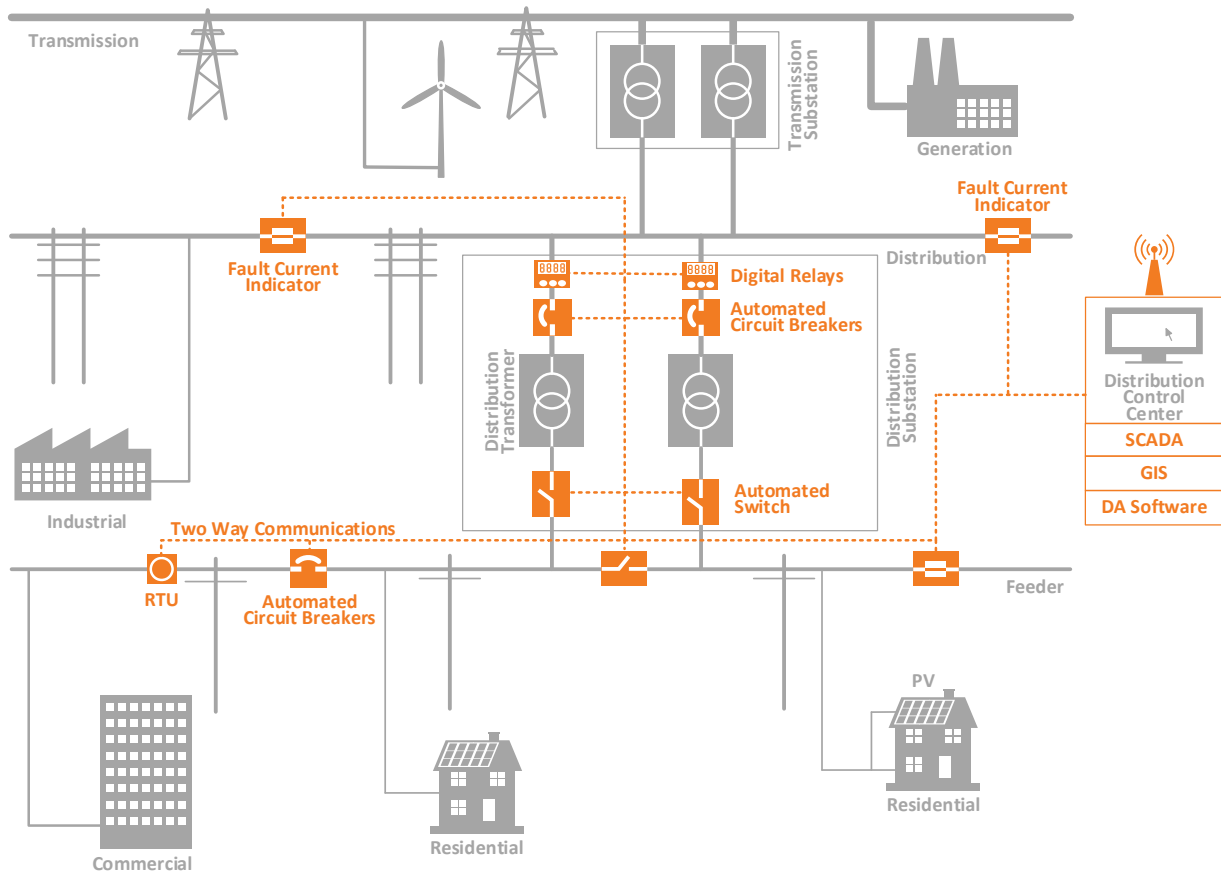 Transmission
Transmission
Substation
Generation
Fault Current
Indicator
Fault Current
Indicator
Distribution
8888
8888
Digital Relays
Automated
Circuit Breakers
Distribution
Transformer
Distribution
Substation
Distribution
Control
Center
SCADA
GIS
DA Software
Automated
Switch
Industrial
Two Way Communications
RTU
Automated
Circuit Breakers
Feeder
PV
Residential
Residential
Commercial